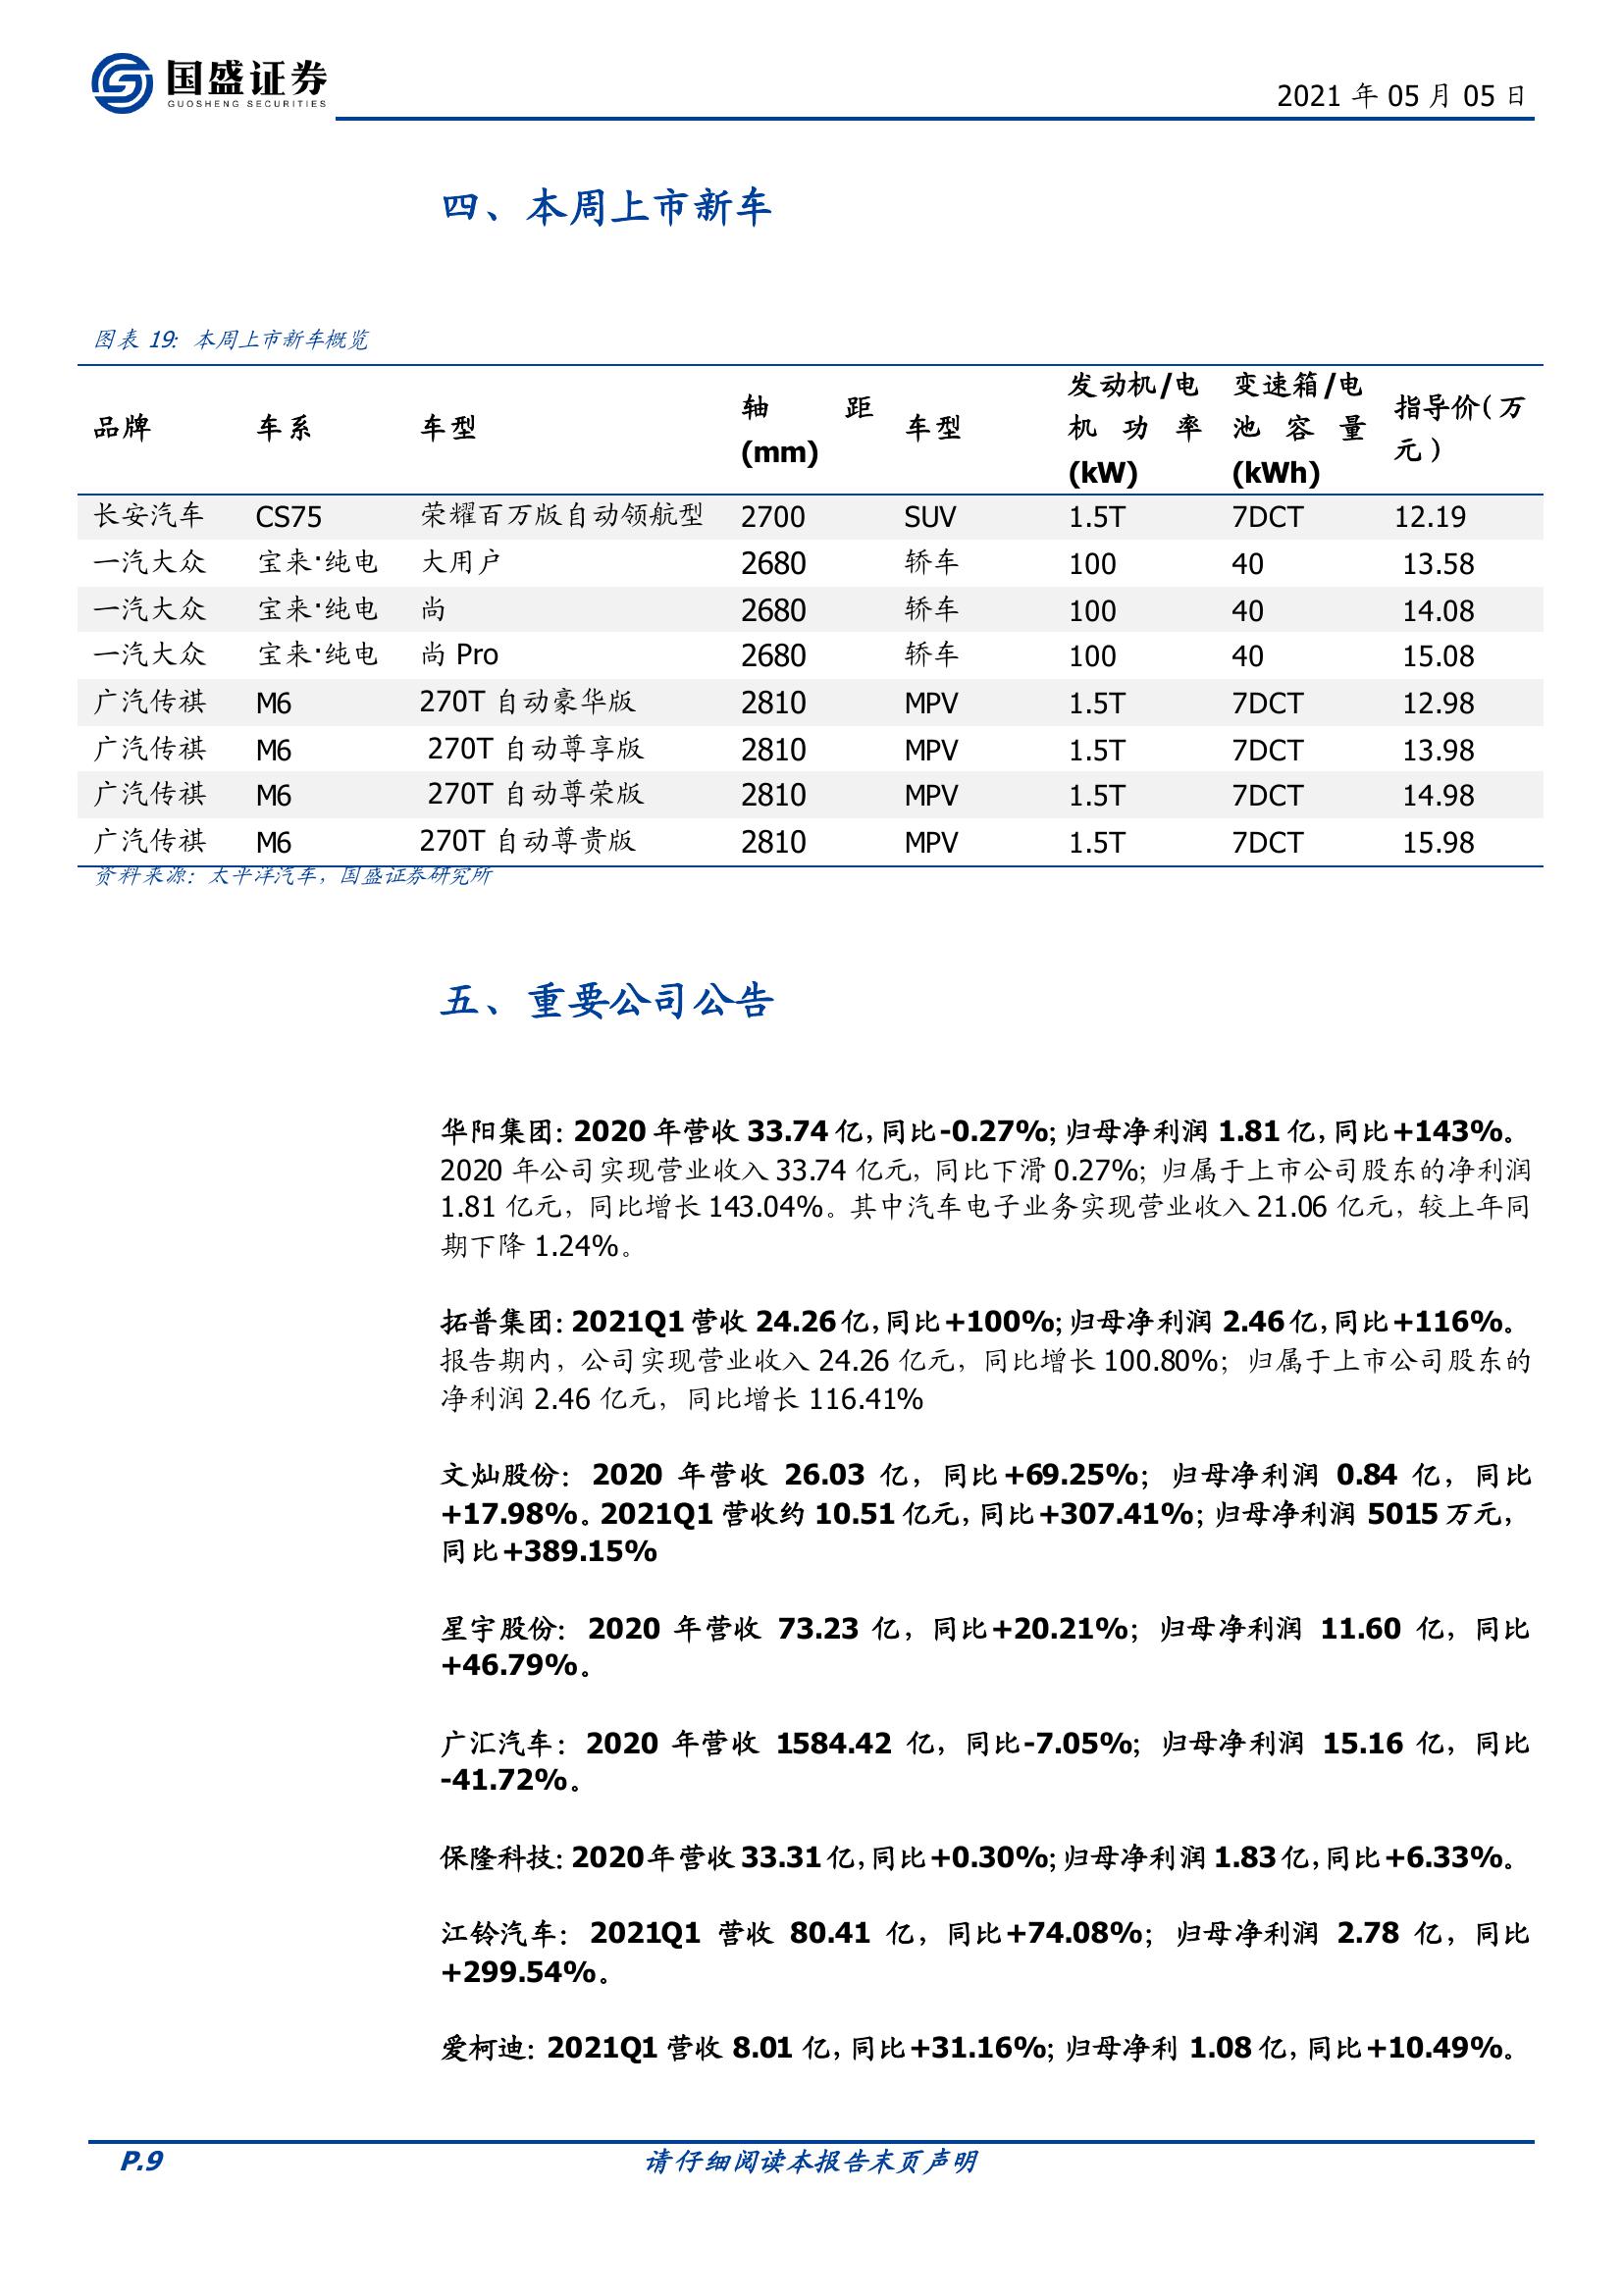 国盛证券
GUOSHENG SECURITIES
2021 年 05 月 05 日
四、本周上市新车
图表 19: 本周上市新车概览
品牌 车系 车型 轴距(mm) 车型 发动机/电机功率(kW) 变速箱/电池容量(kWh) 指导价(万元)
长安汽车 CS75 荣耀百万版自动领航型 2700 SUV 1.5T 7DCT 12.19
一汽大众 宝来·纯电 大用户 2680 轿车 100 40 13.58
一汽大众 宝来·纯电 尚 2680 轿车 100 40 14.08
一汽大众 宝来·纯电 尚 Pro 2680 轿车 100 40 15.08
广汽传祺 M6 270T 自动豪华版 2810 MPV 1.5T 7DCT 12.98
广汽传祺 M6 270T 自动尊享版 2810 MPV 1.5T 7DCT 13.98
广汽传祺 M6 270T 自动尊荣版 2810 MPV 1.5T 7DCT 14.98
广汽传祺 M6 270T 自动尊贵版 2810 MPV 1.5T 7DCT 15.98
资料来源：太平洋汽车，国盛证券研究所
五、重要公司公告
华阳集团：2020 年营收 33.74 亿，同比-0.27%；归母净利润 1.81 亿，同比+143%。
2020 年公司实现营业收入 33.74 亿元，同比下滑 0.27%；归属于上市公司股东的净利润
1.81 亿元，同比增长 143.04%。其中汽车电子业务实现营业收入 21.06 亿元，较上年同
期下降 1.24%。
拓普集团：2021Q1 营收 24.26 亿，同比+100%；归母净利润 2.46 亿，同比+116%。
报告期内，公司实现营业收入 24.26 亿元，同比增长 100.80%；归属于上市公司股东的
净利润 2.46 亿元，同比增长 116.41%
文灿股份：2020 年营收 26.03 亿，同比+69.25%；归母净利润 0.84 亿，同比
+17.98%。2021Q1 营收约 10.51 亿元，同比+307.41%；归母净利润 5015 万元，
同比+389.15%
星宇股份：2020 年营收 73.23 亿，同比+20.21%；归母净利润 11.60 亿，同比
+46.79%。
广汇汽车：2020 年营收 1584.42 亿，同比-7.05%；归母净利润 15.16 亿，同比
-41.72%。
保隆科技：2020 年营收 33.31 亿，同比+0.30%；归母净利润 1.83 亿，同比+6.33%。
江铃汽车：2021Q1 营收 80.41 亿，同比+74.08%；归母净利润 2.78 亿，同比
+299.54%。
爱柯迪：2021Q1 营收 8.01 亿，同比+31.16%；归母净利 1.08 亿，同比+10.49%。
P.9 请仔细阅读本报告末页声明